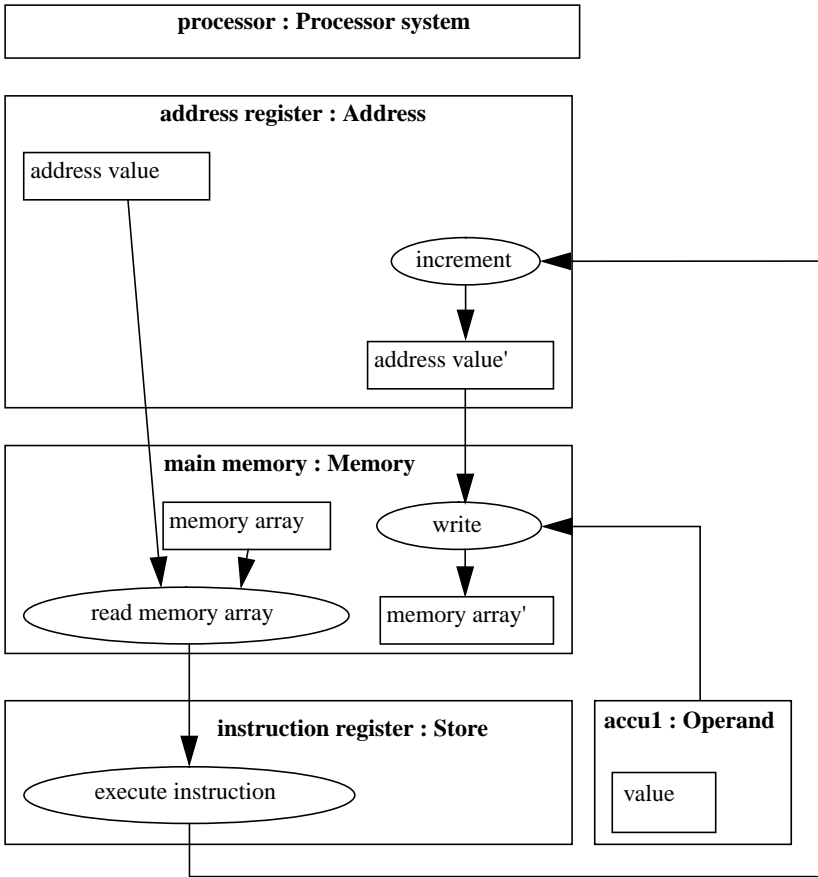 processor : Processor system
address register : Address
address value
increment
address value'
main memory : Memory
memory array
write
read memory array
memory array'
instruction register : Store
execute instruction
accu1 : Operand
value